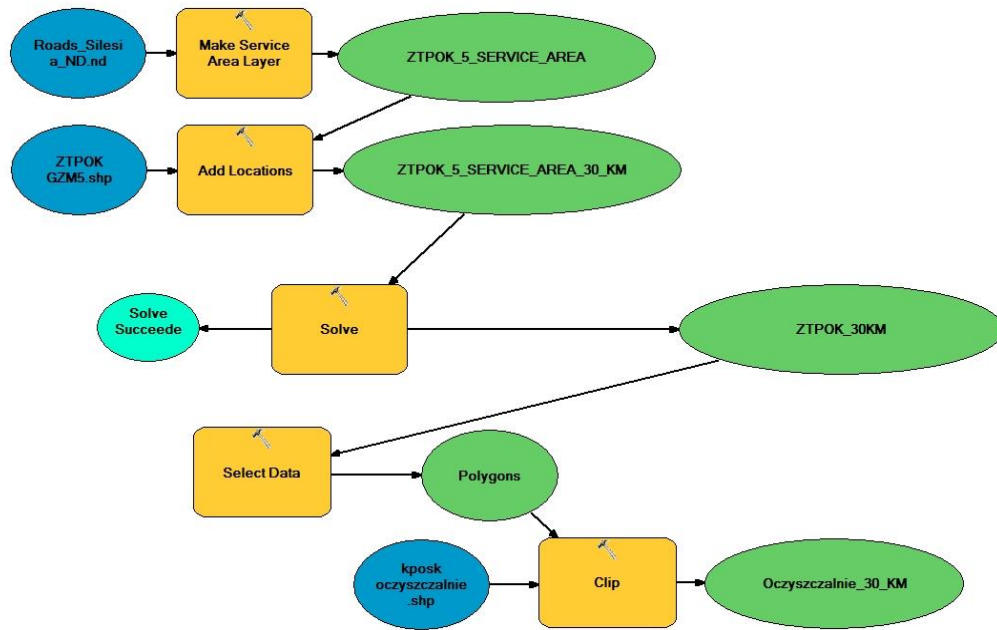 Roads_Silesi
a_ND.nd
Make Service
Area Layer
ZTPOK_5_SERVICE_AREA
ZTPOK
GZM5.shp
Add Locations
ZTPOK_5_SERVICE_AREA_30_KM
Solve
Succeede
Solve
ZTPOK_30KM
Select Data
Polygons
kposk
oczyszczalnie
.shp
Clip
Oczyszczalnie_30_KM